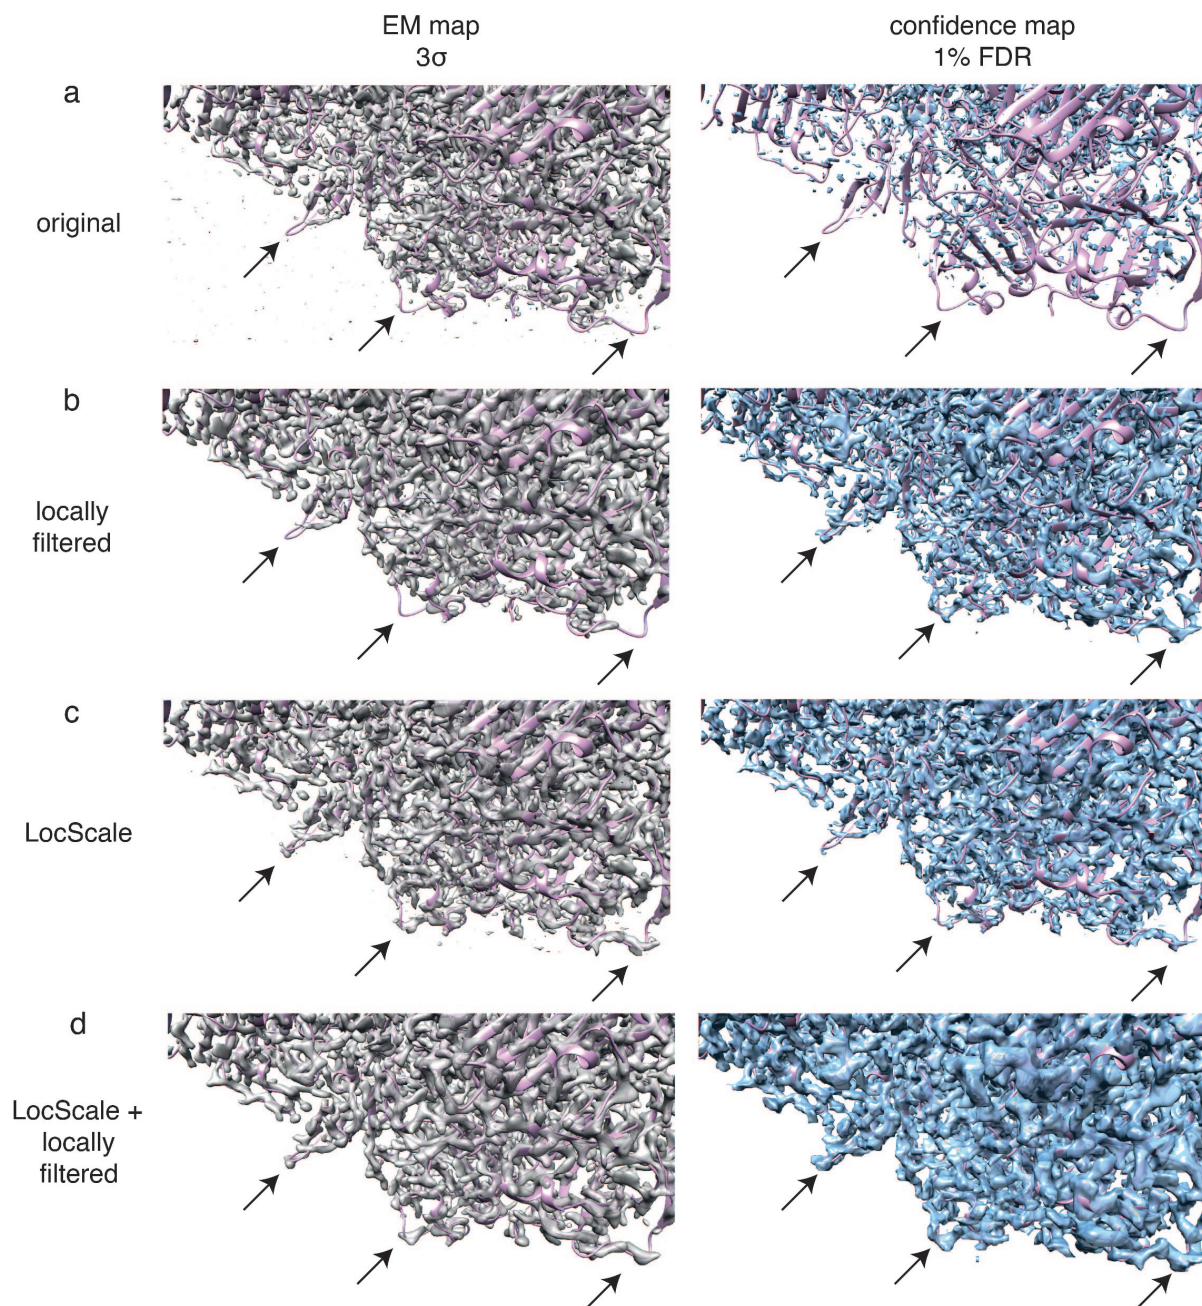 EM map
3σ
confidence map
1% FDR
a
original
b
locally
filtered
c
LocScale
d
LocScale +
locally
filtered